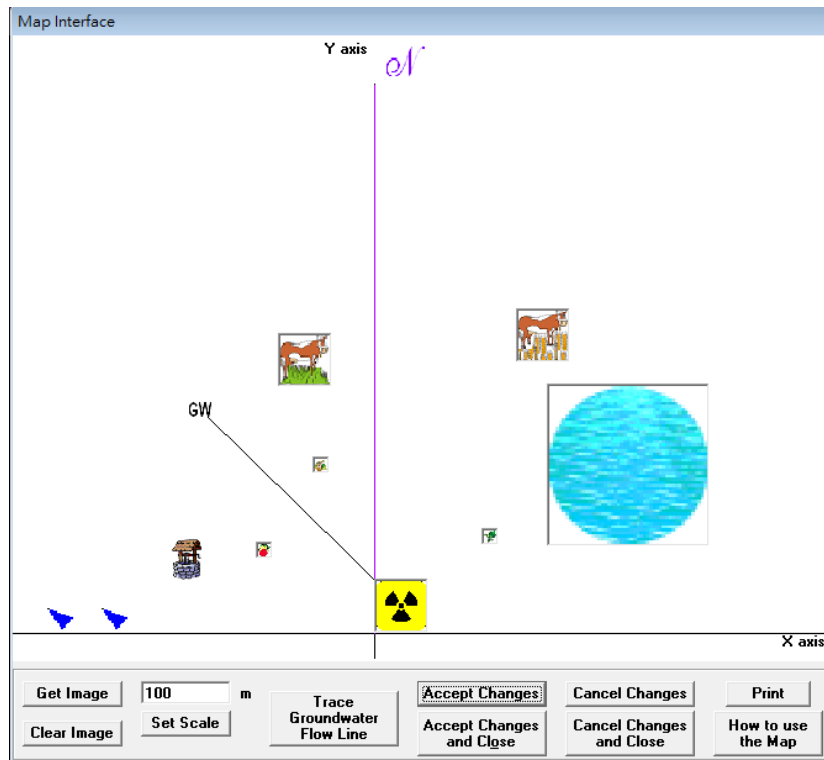 Map Interface
Y axis
N
GW
X axis
Get Image
100
m
Trace
Groundwater
Flow Line
Accept Changes
Cancel Changes
Print
Clear Image
Set Scale
Accept Changes
and Close
Cancel Changes
and Close
How to use
the Map